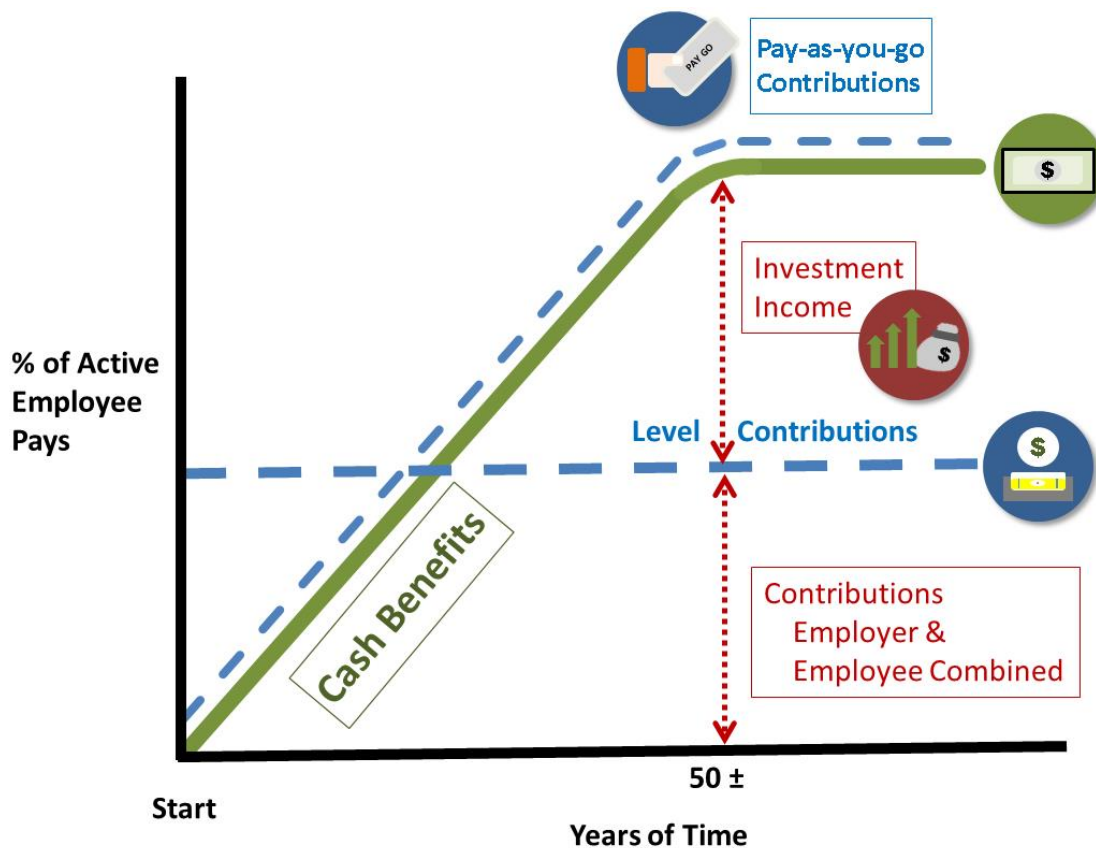 PAY GO
Pay-as-you-go
Contributions
$
Investment
Income
$
% of Active
Employee
Pays
Level Contributions
$
Cash Benefits
Contributions
Employer &
Employee Combined
50 ±
Start
Years of Time